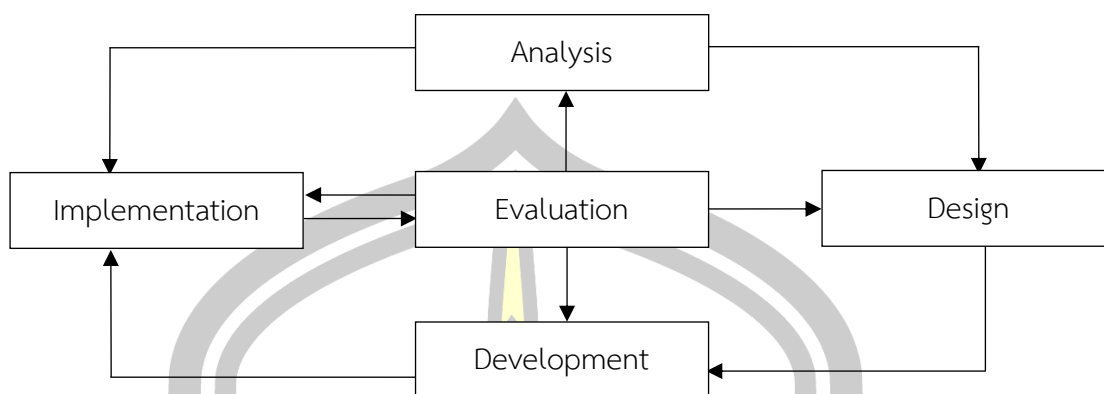 Analysis
Implementation
Evaluation
Design
Development